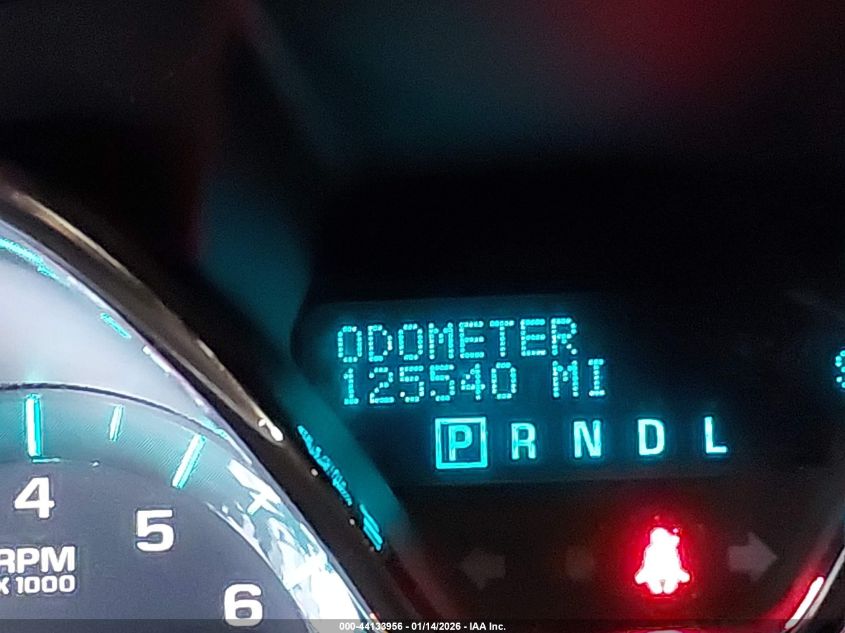 ODOMETER
125540 MI
P R N D L
4
5
RPM
X 1000
6
000-44133956 - 01/14/2026 - IAA Inc.